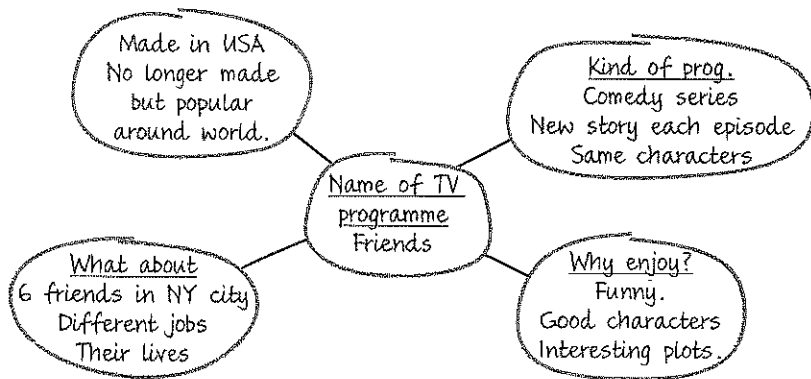 Made in USA
No longer made
but popular
around world.
Kind of prog.
Comedy series
New story each episode
Same characters
Name of TV
programme
Friends
What about
6 friends in NY city
Different jobs
Their lives
Why enjoy?
Funny.
Good characters
Interesting plots.